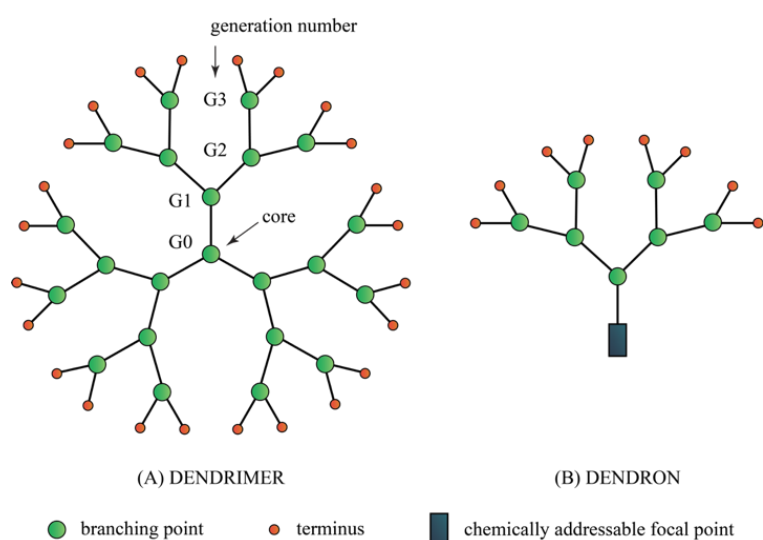 generation number
G3
G2
G1
core
G0
(A) DENDRIMER
(B) DENDRON
branching point
terminus
chemically addressable focal point